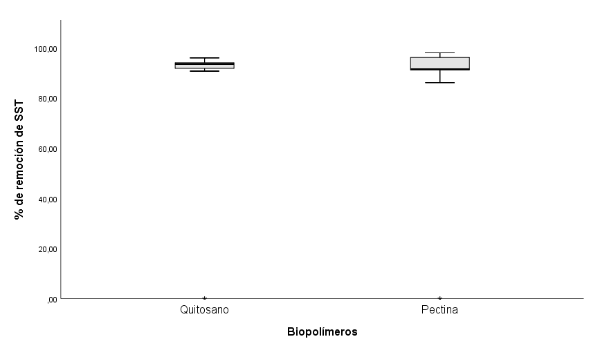 % de remoción de SST
100,00
80,00
60,00
40,00
20,00
,00
Quitosano
Pectina
Biopolímeros